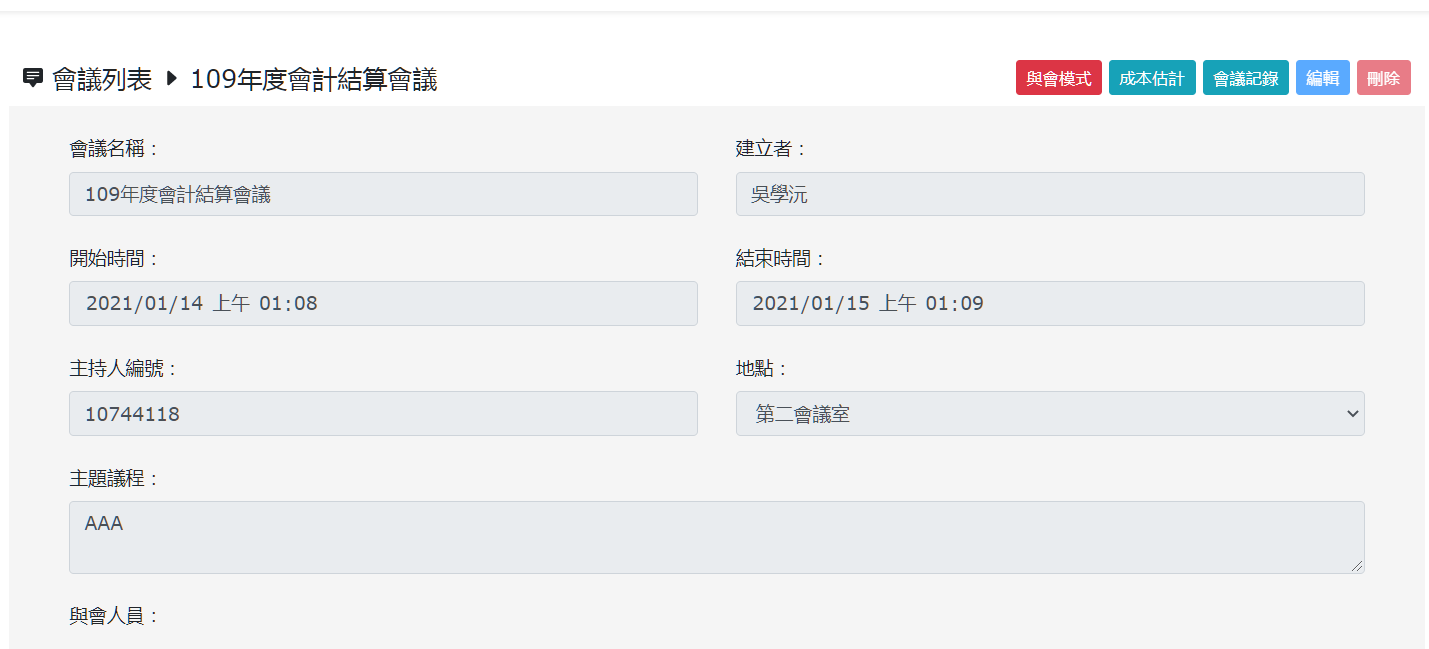 會議列表 109年度會計結算會議
與會模式 成本估計 會議記錄 編輯 刪除
會議名稱：
建立者：
109年度會計結算會議
吳學沅
開始時間：
結束時間：
2021/01/14 上午 01:08
2021/01/15 上午 01:09
主持人編號：
地點：
10744118
第二會議室
主題議程：
AAA
與會人員：